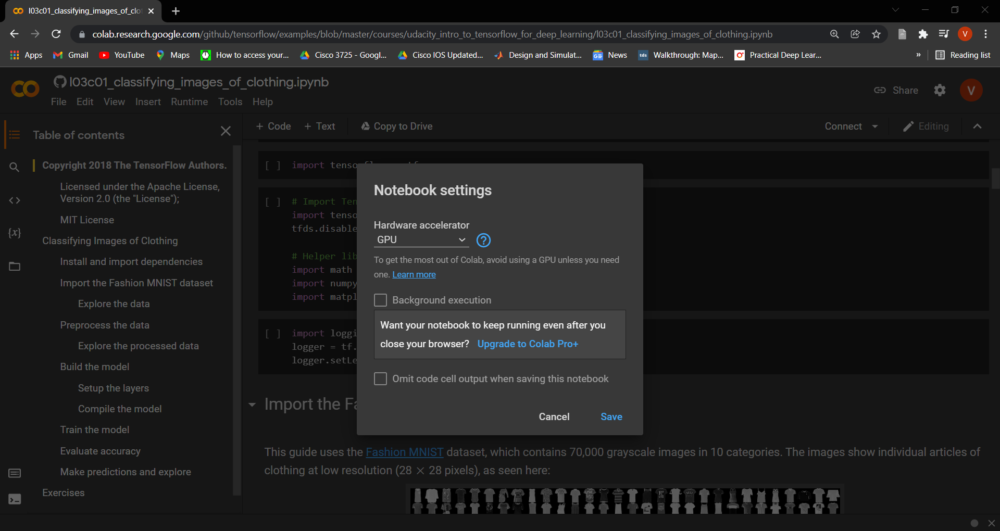 l03c01_classifying_images_of_clot
colab.research.google.com/github/tensorflow/examples/blob/master/courses/udacity_intro_to_tensorflow_for_deep_learning/l03c01_classifying_images_of_clothing.ipynb
V
Apps Gmail YouTube Maps How to access your... Cisco 3725 - Googl... Cisco IOS Updated... Design and Simulat... News tds Walkthrough: Map... Practical Deep Lear... » Reading list
l03c01_classifying_images_of_clothing.ipynb
Share
V
File Edit View Insert Runtime Tools Help
+ Code + Text Copy to Drive
Connect Editing
Table of contents
Copyright 2018 The TensorFlow Authors.
Licensed under the Apache License,
Version 2.0 (the "License");
MIT License
Classifying Images of Clothing
Install and import dependencies
Import the Fashion MNIST dataset
Explore the data
Preprocess the data
Explore the processed data
Build the model
Setup the layers
Compile the model
Train the model
Evaluate accuracy
Make predictions and explore
Exercises
[ ] import tenso
[ ] # Import Ten
import tenso
tfds.disable
# Helper lib
import math
import numpy
import matpl
[ ] import loggi
logger = tf.
logger.setLe
Notebook settings
Hardware accelerator
GPU
?
To get the most out of Colab, avoid using a GPU unless you need
one. Learn more
Background execution
Want your notebook to keep running even after you
close your browser? Upgrade to Colab Pro+
Omit code cell output when saving this notebook
Cancel Save
Import the Fa
This guide uses the Fashion MNIST dataset, which contains 70,000 grayscale images in 10 categories. The images show individual articles of
clothing at low resolution (28 × 28 pixels), as seen here: